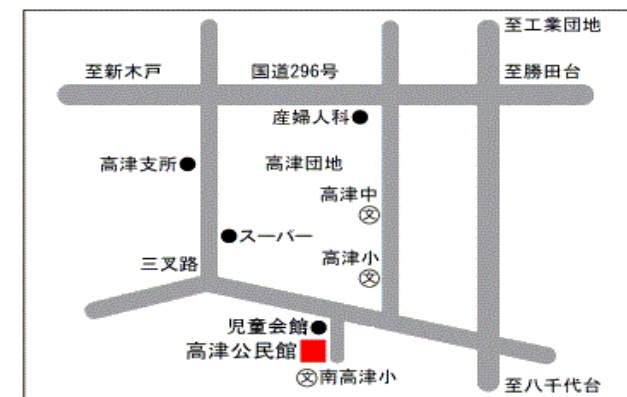 至工業団地
至新木戸
国道296号
至勝田台
産婦人科
高津支所
高津団地
高津中
文
スーパー
高津小
文
三叉路
児童会館
高津公民館
文南高津小
至八千代台